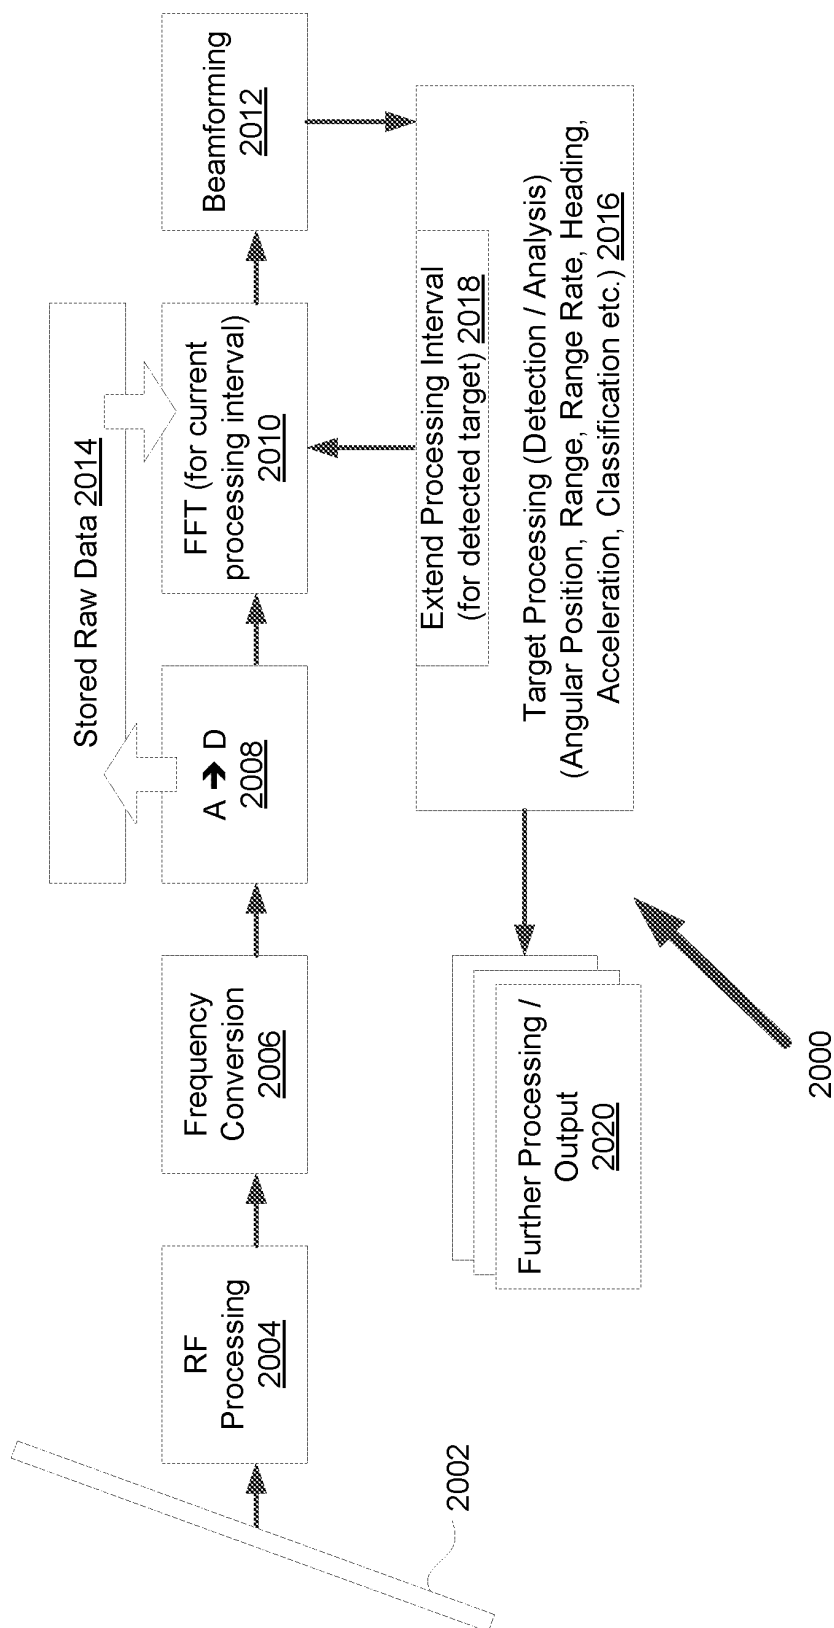 Stored Raw Data 2014
RF
Processing
2004
Frequency
Conversion
2006
A ➔ D
2008
FFT (for current
processing interval)
2010
Beamforming
2012
2002
Further Processing /
Output
2020
Extend Processing Interval
(for detected target) 2018
Target Processing (Detection / Analysis)
(Angular Position, Range, Range Rate, Heading,
Acceleration, Classification etc.) 2016
2000